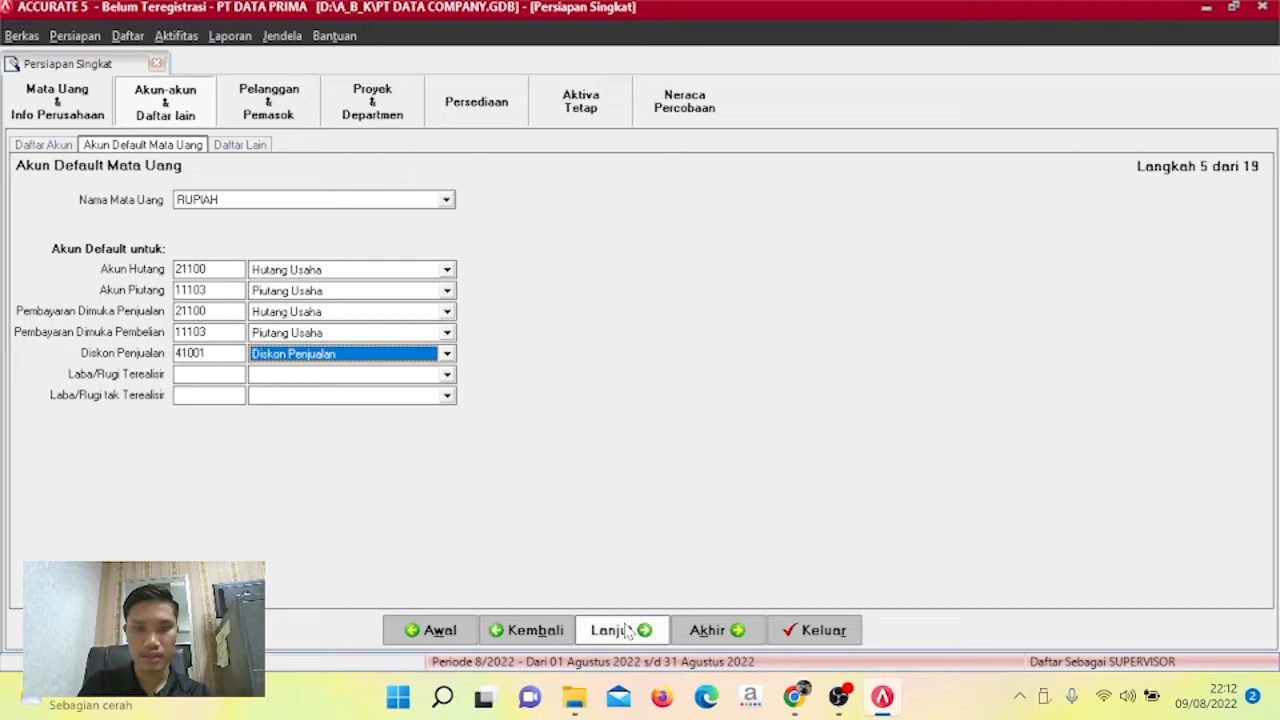 ACCURATE 5 - Belum Teregistrasi - PT DATA PRIMA [D:\A_B_K\PT DATA COMPANY.GDB] - [Persiapan Singkat]
Berkas Persiapan Daftar Aktifitas Laporan Jendela Bantuan
Persiapan Singkat
Mata Uang & Info Perusahaan
Akun-akun & Daftar lain
Pelanggan & Pemasok
Proyek & Departmen
Persediaan
Aktiva Tetap
Neraca Percobaan
Daftar Akun Akun Default Mata Uang Daftar Lain
Akun Default Mata Uang Langkah 5 dari 19
Nama Mata Uang RUPIAH
Akun Default untuk:
Akun Hutang 21100 Hutang Usaha
Akun Piutang 11103 Piutang Usaha
Pembayaran Dimuka Penjualan 21100 Hutang Usaha
Pembayaran Dimuka Pembelian 11103 Piutang Usaha
Diskon Penjualan 41001 Diskon Penjualan
Laba/Rugi Terealisir
Laba/Rugi tak Terealisir
Awal Kembali Lanjut Akhir Keluar
Periode 8/2022 - Dari 01 Agustus 2022 s/d 31 Agustus 2022 Daftar Sebagai SUPERVISOR
Sebagian cerah
22:12
09/08/2022
2